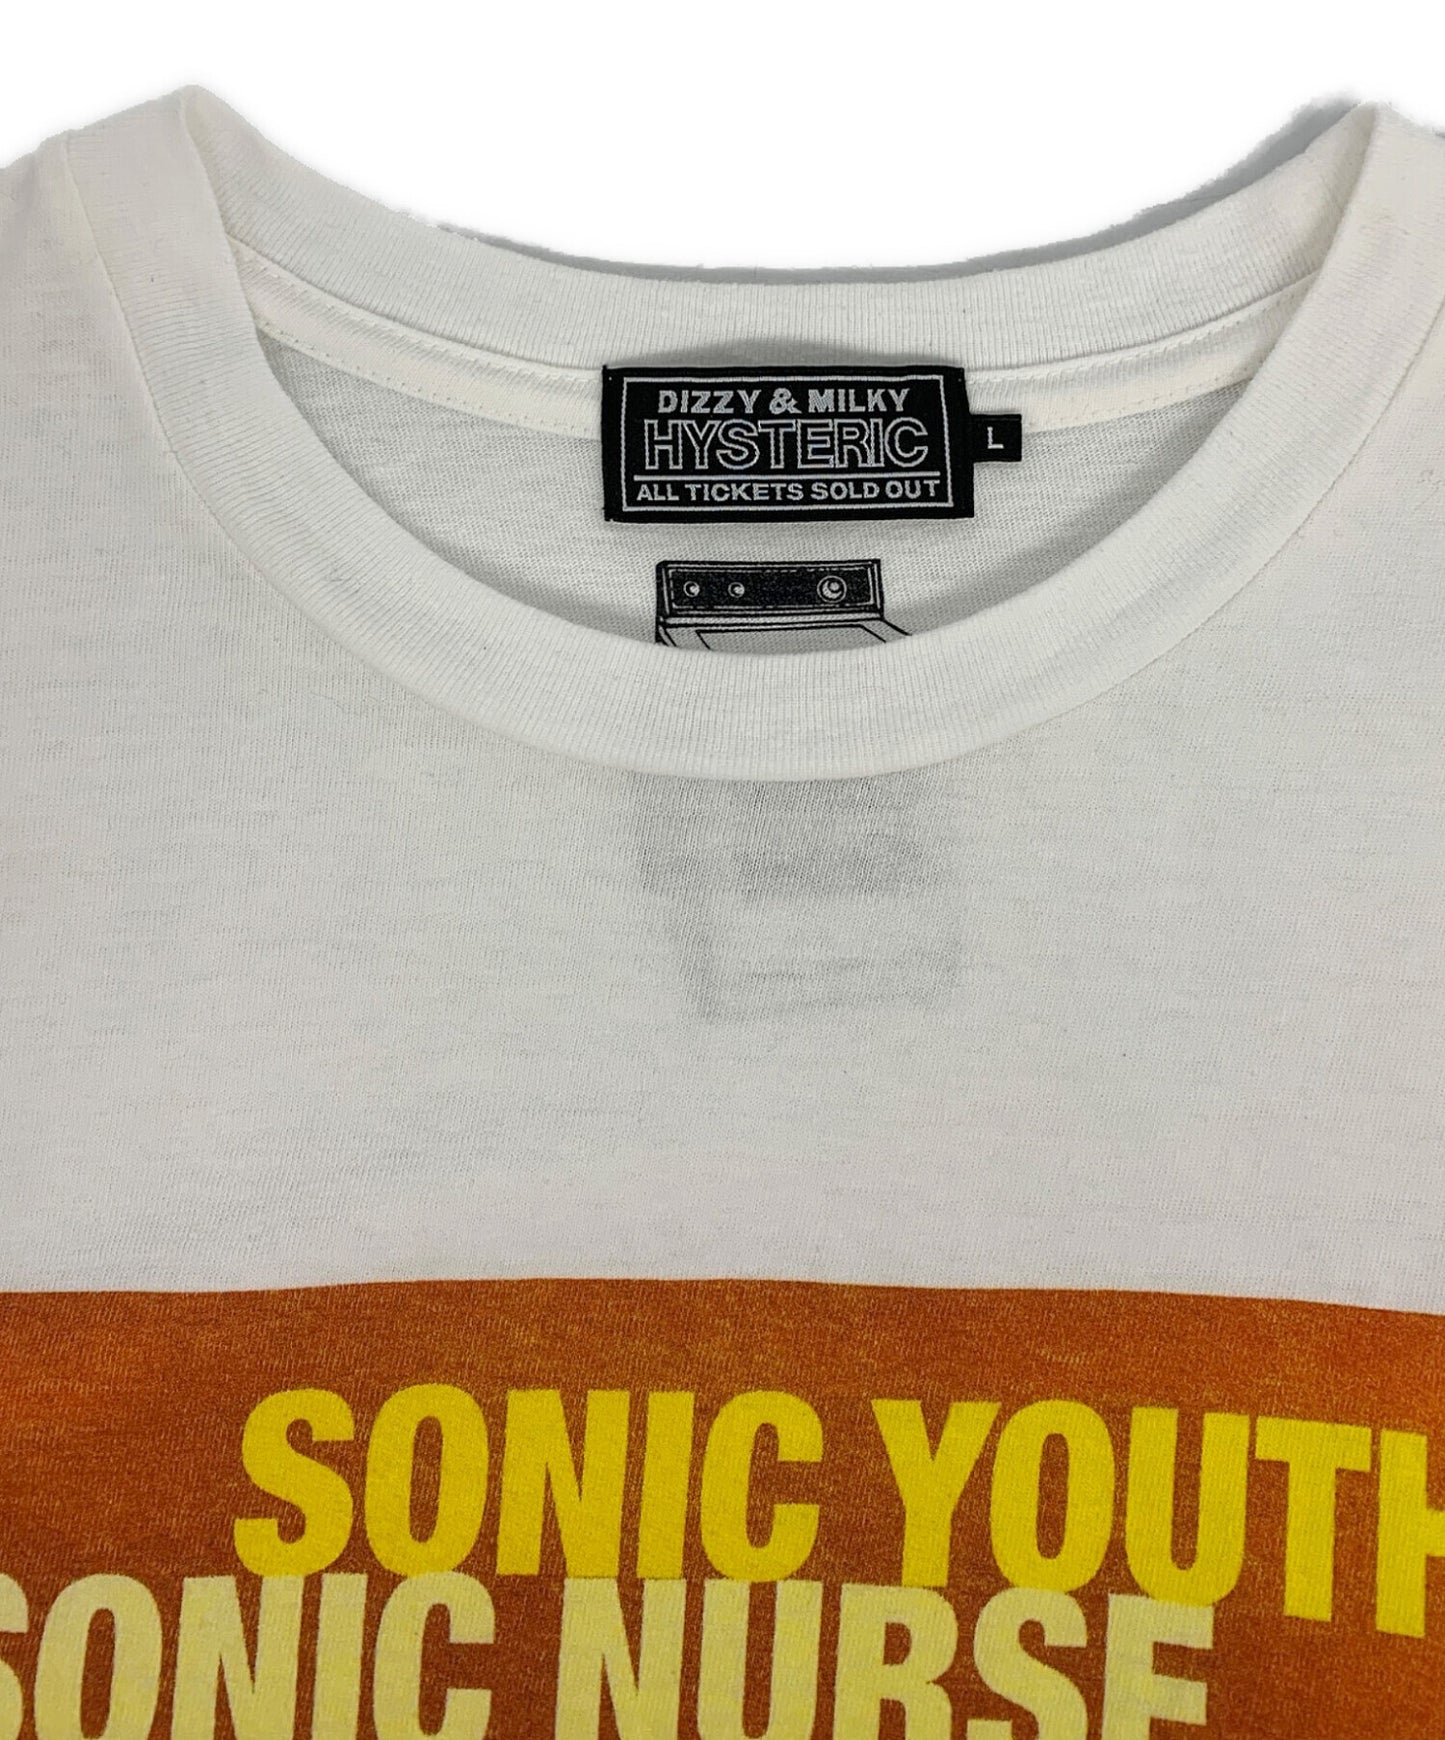 DIZZY & MILKY
HYSTERIC
ALL TICKETS SOLD OUT
L
SONIC YOUTH
SONIC NURSE